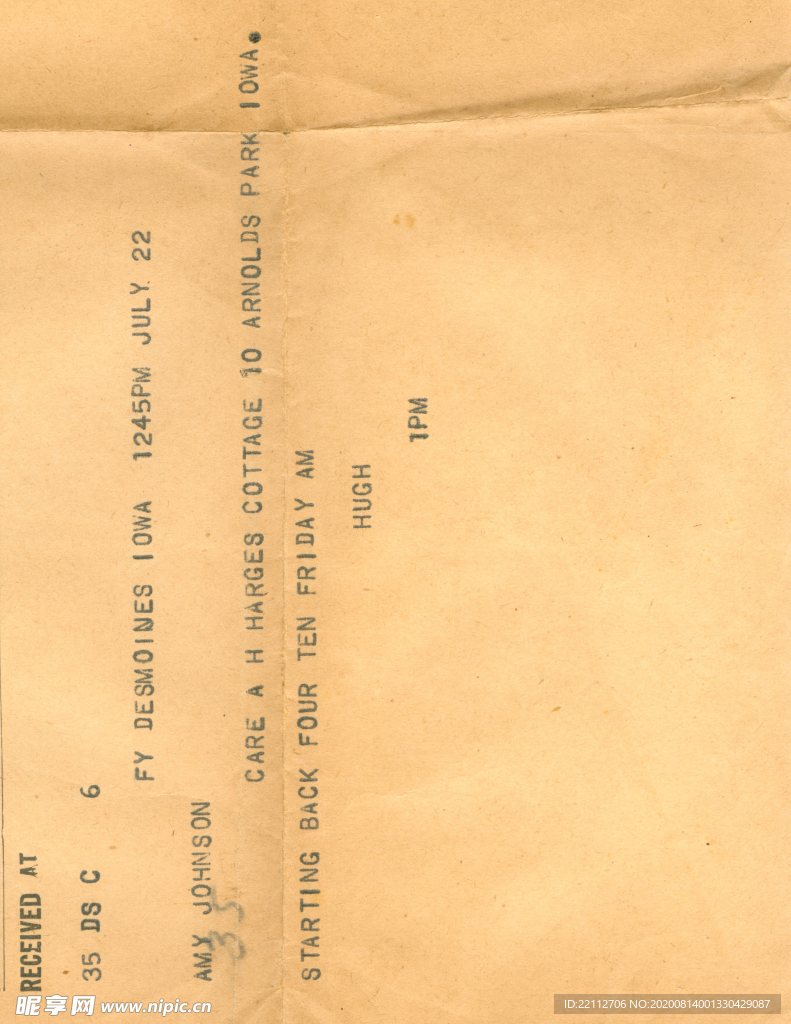 RECEIVED AT
35 DS C 6
FY DESMOINES IOWA 1245PM JULY 22
AMY JOHNSON
35
CARE A H HARGES COTTAGE 10 ARNOLDS PARK IOWA.
STARTING BACK FOUR TEN FRIDAY AM
HUGH
1PM
昵享网 www.nipic.cn
ID:22112706 NO:20200814001330429087